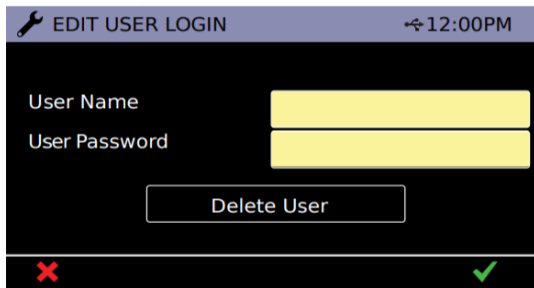 EDIT USER LOGIN 12:00PM
User Name
User Password
Delete User